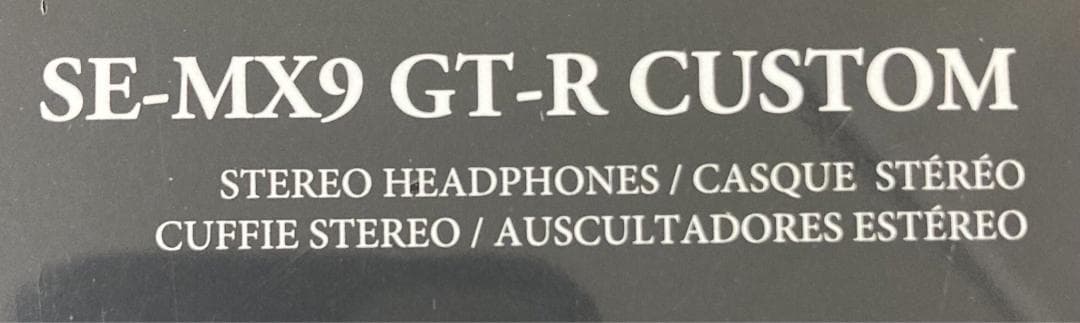 SE-MX9 GT-R CUSTOM
STEREO HEADPHONES / CASQUE STÉRÉO
CUFFIE STEREO / AUSCULTADORES ESTÉREO